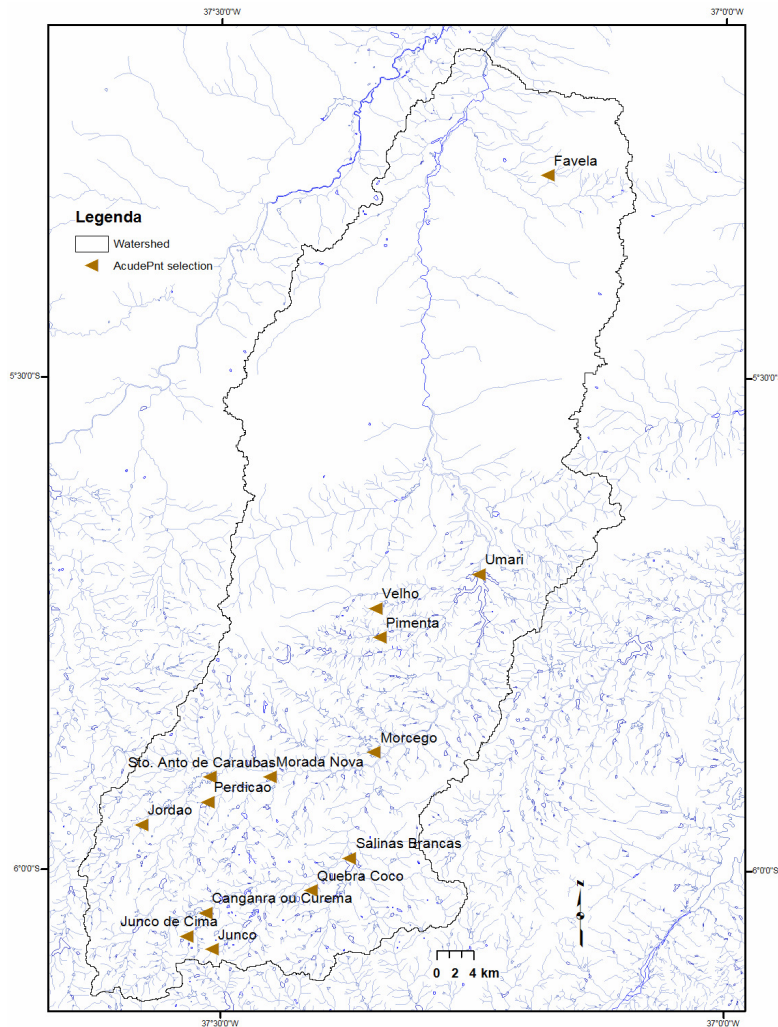 37°30'0"W
37°0'0"W
Favela
Legenda
Watershed
AcudePnt selection
5°30'0"S
5°30'0"S
Umari
Velho
Pimenta
Morcego
Sto. Anto de Caraubas
Morada Nova
Perdicao
Jordao
Salinas Brancas
6°0'0"S
6°0'0"S
Quebra Coco
Canganra ou Curema
Junco de Cima
Junco
N
0 2 4 km
37°30'0"W
37°0'0"W